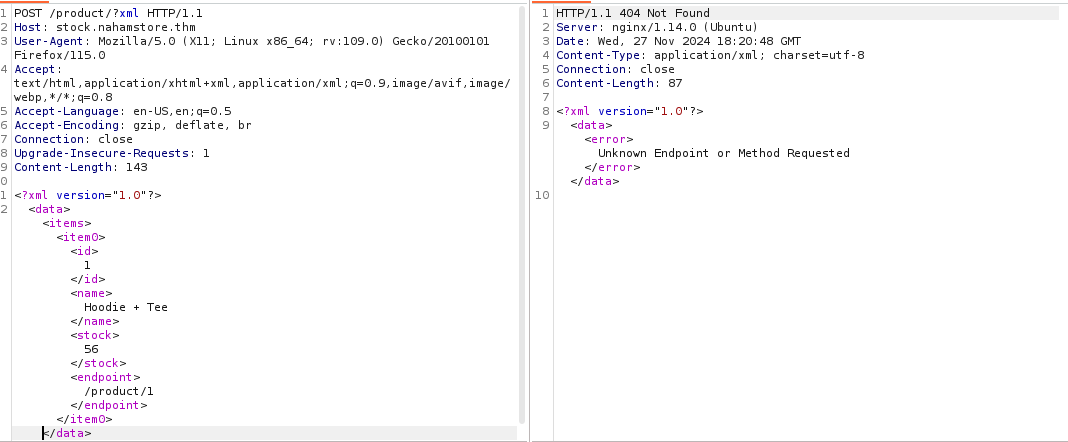 1 POST /product/?xml HTTP/1.1
2 Host: stock.nahamstore.thm
3 User-Agent: Mozilla/5.0 (X11; Linux x86_64; rv:109.0) Gecko/20100101
Firefox/115.0
4 Accept:
text/html,application/xhtml+xml,application/xml;q=0.9,image/avif,image/
webp,*/*;q=0.8
5 Accept-Language: en-US,en;q=0.5
6 Accept-Encoding: gzip, deflate, br
7 Connection: close
8 Upgrade-Insecure-Requests: 1
9 Content-Length: 143
0
1 <?xml version="1.0"?>
2 <data>
<items>
<item0>
<id>
1
</id>
<name>
Hoodie + Tee
</name>
<stock>
56
</stock>
<endpoint>
/product/1
</endpoint>
</item0>
</data>
1 HTTP/1.1 404 Not Found
2 Server: nginx/1.14.0 (Ubuntu)
3 Date: Wed, 27 Nov 2024 18:20:48 GMT
4 Content-Type: application/xml; charset=utf-8
5 Connection: close
6 Content-Length: 87
7
8 <?xml version="1.0"?>
9 <data>
<error>
Unknown Endpoint or Method Requested
</error>
</data>
10